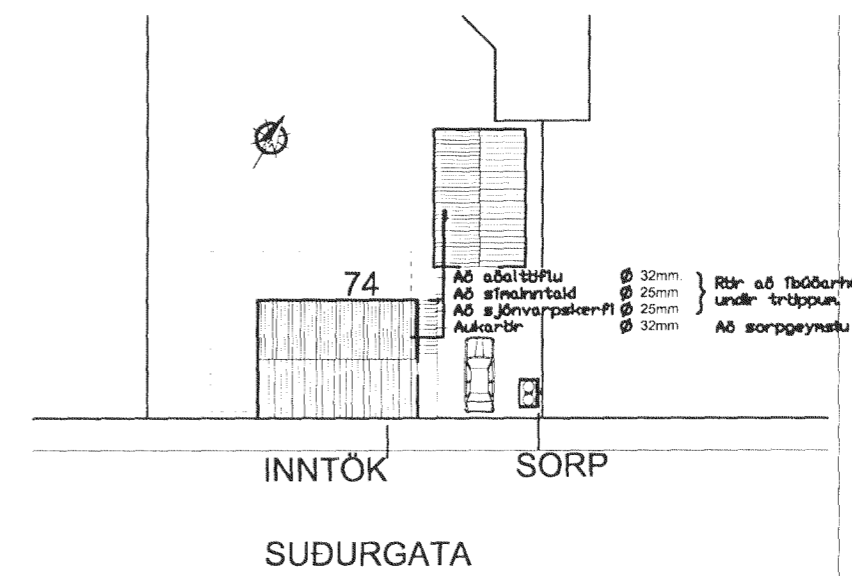 74
Að aðaltöflu Ø 32mm.
Að símainntaki Ø 25mm
Að sjónvarpskerfi Ø 25mm
Aukarör Ø 32mm
} Rör að íbúðarh
undir tröppum.
Að sorpgeymslu
INNTÖK
SORP
SUÐURGATA